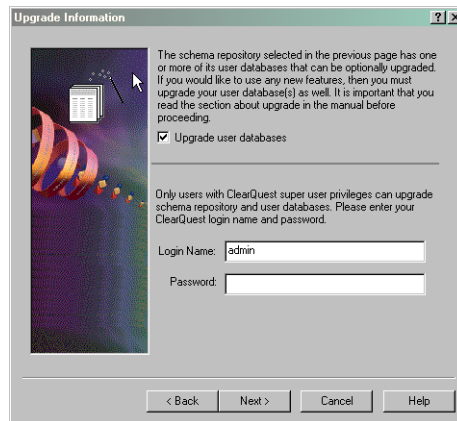 Upgrade Information
The schema repository selected in the previous page has one
or more of its user databases that can be optionally upgraded.
If you would like to use any new features, then you must
upgrade your user database(s) as well. It is important that you
read the section about upgrade in the manual before
proceeding.
Upgrade user databases
Only users with ClearQuest super user privileges can upgrade
schema repository and user databases. Please enter your
ClearQuest login name and password.
Login Name: admin
Password:
< Back Next > Cancel Help